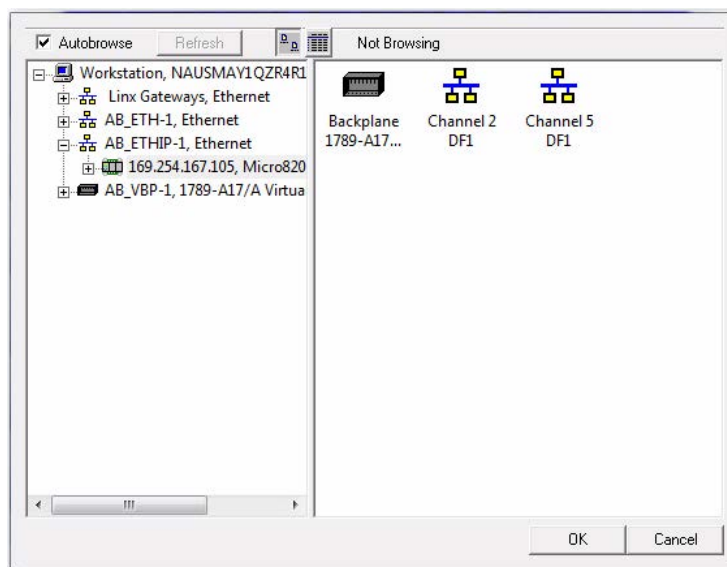 Autobrowse
Refresh
Not Browsing
Workstation, NAUSMAY1QZR4R1
Linx Gateways, Ethernet
AB_ETH-1, Ethernet
AB_ETHIP-1, Ethernet
169.254.167.105, Micro820
AB_VBP-1, 1789-A17/A Virtua
Backplane
1789-A17...
Channel 2
DF1
Channel 5
DF1
OK
Cancel